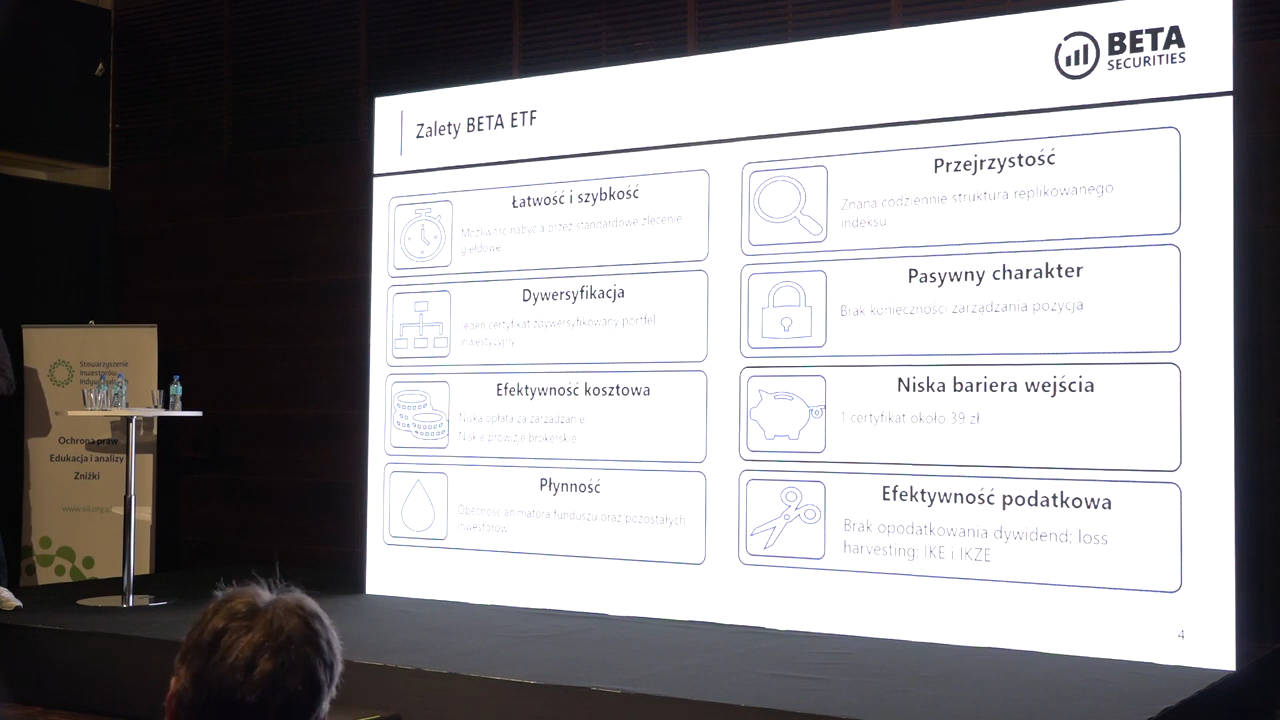 BETA
SECURITIES
Zalety BETA ETF
Łatwość i szybkość
Możliwość nabycia przez standardowe zlecenie
giełdowe
Dywersyfikacja
Jeden certyfikat zdywersyfikowany portfel
inwestycyjny
Efektywność kosztowa
Niska opłata za zarządzanie
Niskie prowizje brokerskie
Płynność
Obecność animatora funduszu oraz pozostałych
inwestorów
Przejrzystość
Znana codziennie struktura replikowanego
indeksu
Pasywny charakter
Brak konieczności zarządzania pozycją
Niska bariera wejścia
1 certyfikat około 39 zł
Efektywność podatkowa
Brak opodatkowania dywidend; loss
harvesting; IKE i IKZE
4
Stowarzyszenie
Inwestorów
Ochrona praw
Edukacja i analizy
Zniżki